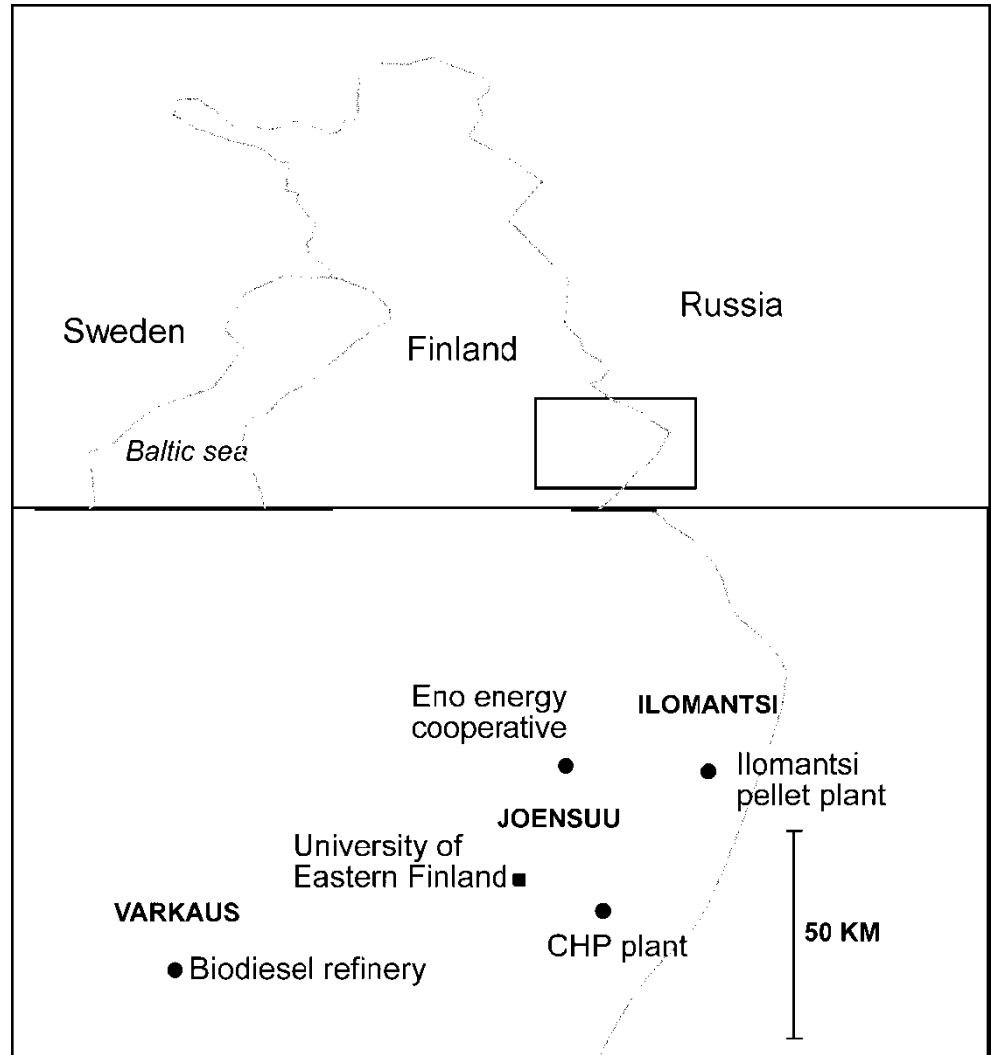 Russia
Sweden
Finland
Baltic sea
Eno energy
cooperative
ILOMANTSI
Ilomantsi
pellet plant
JOENSUU
University of
Eastern Finland
VARKAUS
CHP plant
50 KM
Biodiesel refinery